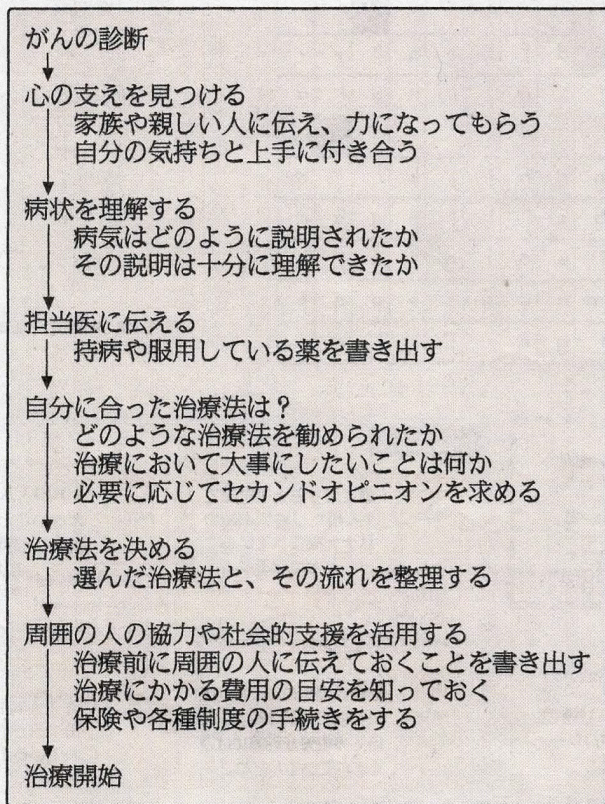 がんの診断
心の支えを見つける
家族や親しい人に伝え、力になってもらう
自分の気持ちと上手に付き合う
病状を理解する
病気はどのように説明されたか
その説明は十分に理解できたか
担当医に伝える
持病や服用している薬を書き出す
自分に合った治療法は？
どのような治療法を勧められたか
治療において大事にしたいことは何か
必要に応じてセカンドオピニオンを求める
治療法を決める
選んだ治療法と、その流れを整理する
周囲の人の協力や社会的支援を活用する
治療前に周囲の人に伝えておくことを書き出す
治療にかかる費用の目安を知っておく
保険や各種制度の手続きをする
治療開始